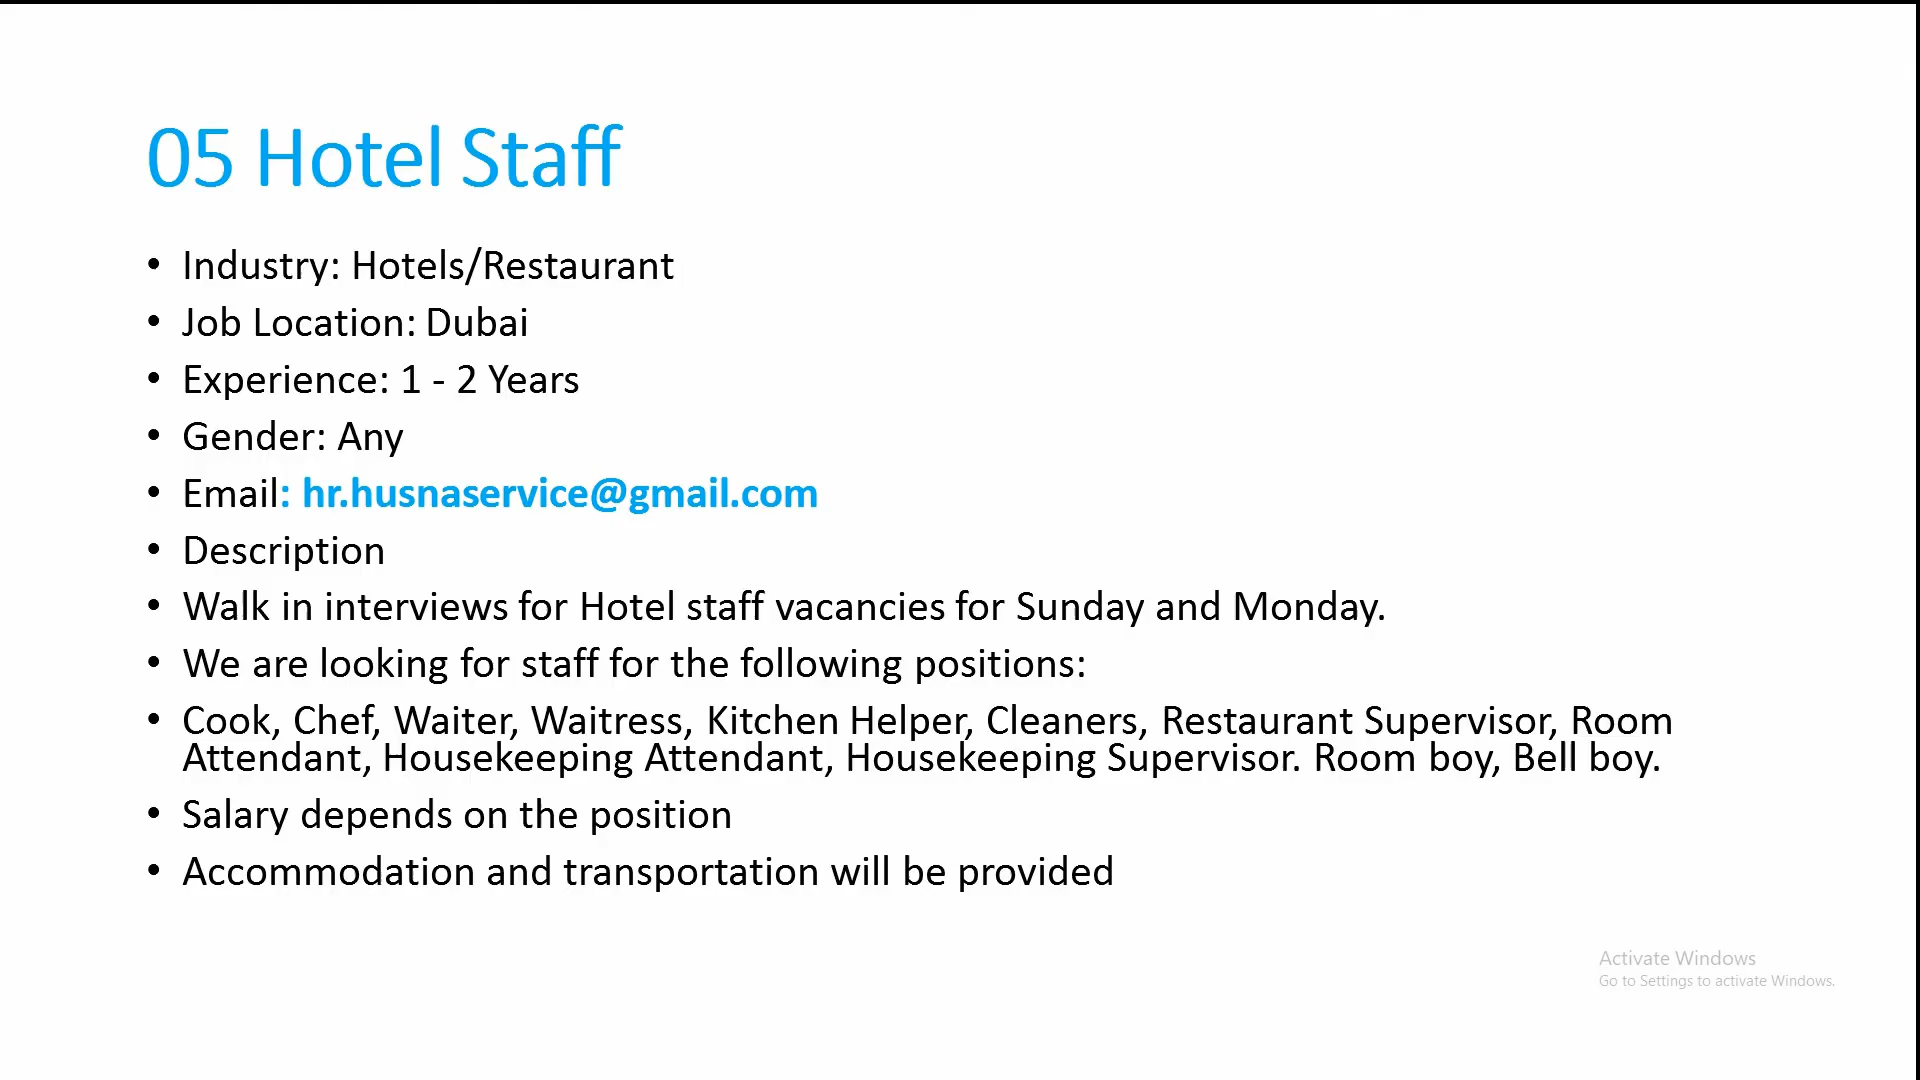 05 Hotel Staff
• Industry: Hotels/Restaurant
• Job Location: Dubai
• Experience: 1 - 2 Years
• Gender: Any
• Email: hr.husnaservice@gmail.com
• Description
• Walk in interviews for Hotel staff vacancies for Sunday and Monday.
• We are looking for staff for the following positions:
• Cook, Chef, Waiter, Waitress, Kitchen Helper, Cleaners, Restaurant Supervisor, Room
Attendant, Housekeeping Attendant, Housekeeping Supervisor. Room boy, Bell boy.
• Salary depends on the position
• Accommodation and transportation will be provided
Activate Windows
Go to Settings to activate Windows.